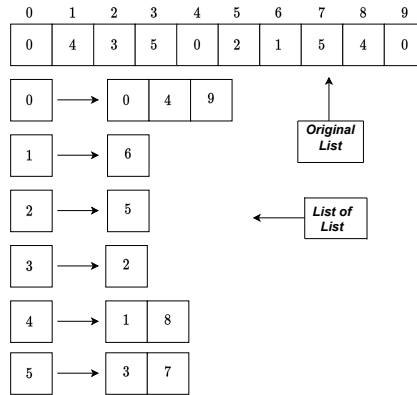 0 1 2 3 4 5 6 7 8 9
0 4 3 5 0 2 1 5 4 0
0 0 4 9
Original
List
1 6
2 5
List of
List
3 2
4 1 8
5 3 7